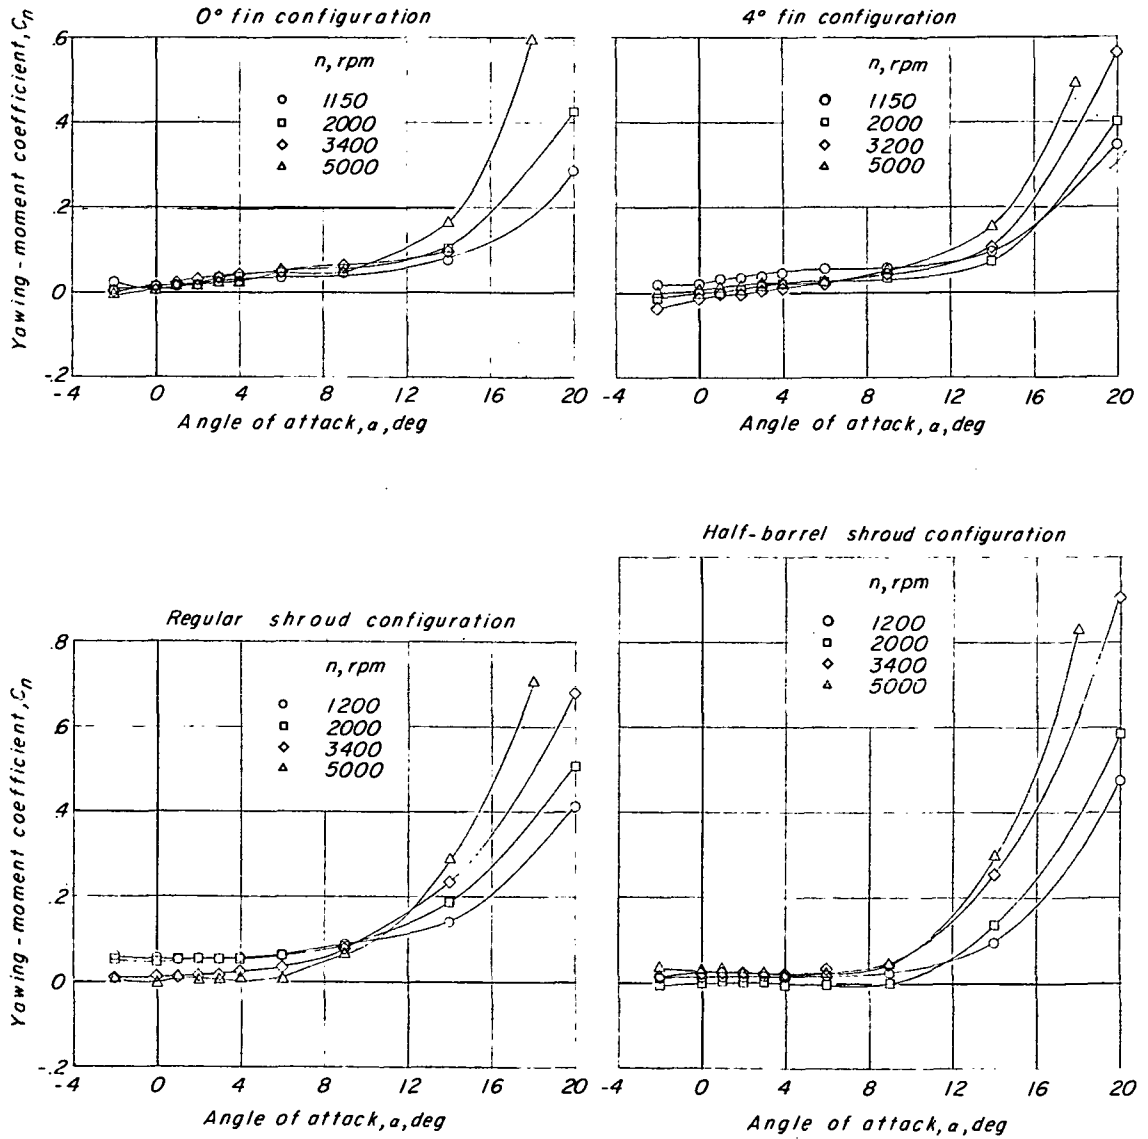 0° fin configuration
Yawing-moment coefficient, Cn
.6
.4
.2
0
-.2
n, rpm
1150
2000
3400
5000
-4 0 4 8 12 16 20
Angle of attack, α, deg
4° fin configuration
n, rpm
1150
2000
3200
5000
-4 0 4 8 12 16 20
Angle of attack, α, deg
Regular shroud configuration
Yawing-moment coefficient, Cn
.8
.6
.4
.2
0
-.2
n, rpm
1200
2000
3400
5000
-4 0 4 8 12 16 20
Angle of attack, α, deg
Half-barrel shroud configuration
n, rpm
1200
2000
3400
5000
-4 0 4 8 12 16 20
Angle of attack, α, deg